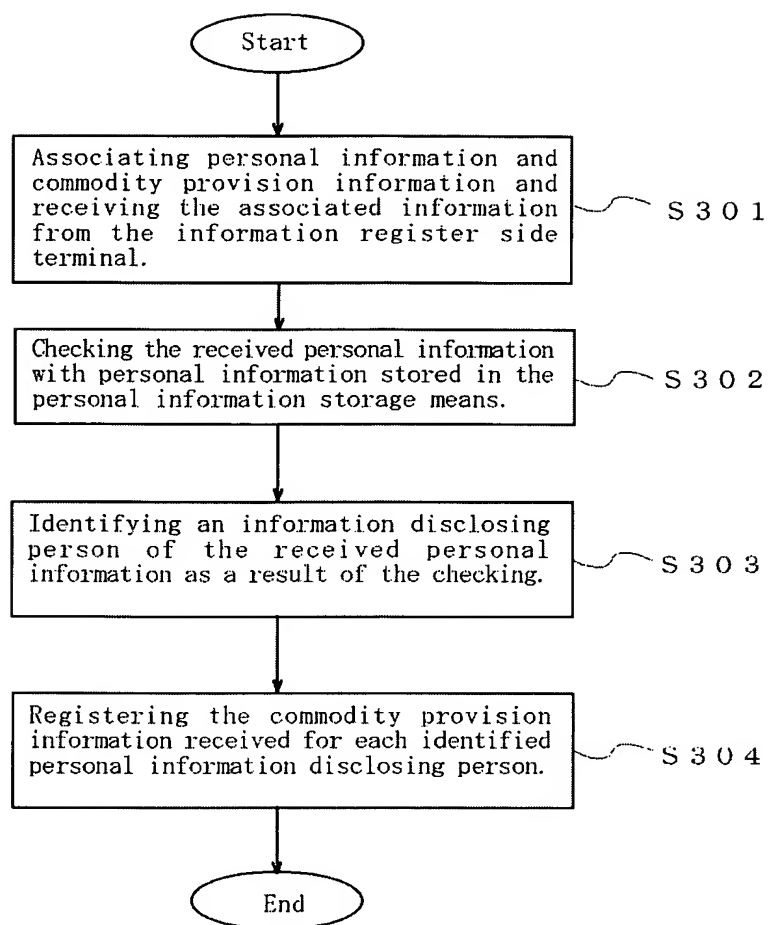 Start
Associating personal information and
commodity provision information and
receiving the associated information
from the information register side
terminal.
S301
Checking the received personal information
with personal information stored in the
personal information storage means.
S302
Identifying an information disclosing
person of the received personal
information as a result of the checking.
S303
Registering the commodity provision
information received for each identified
personal information disclosing person.
S304
End